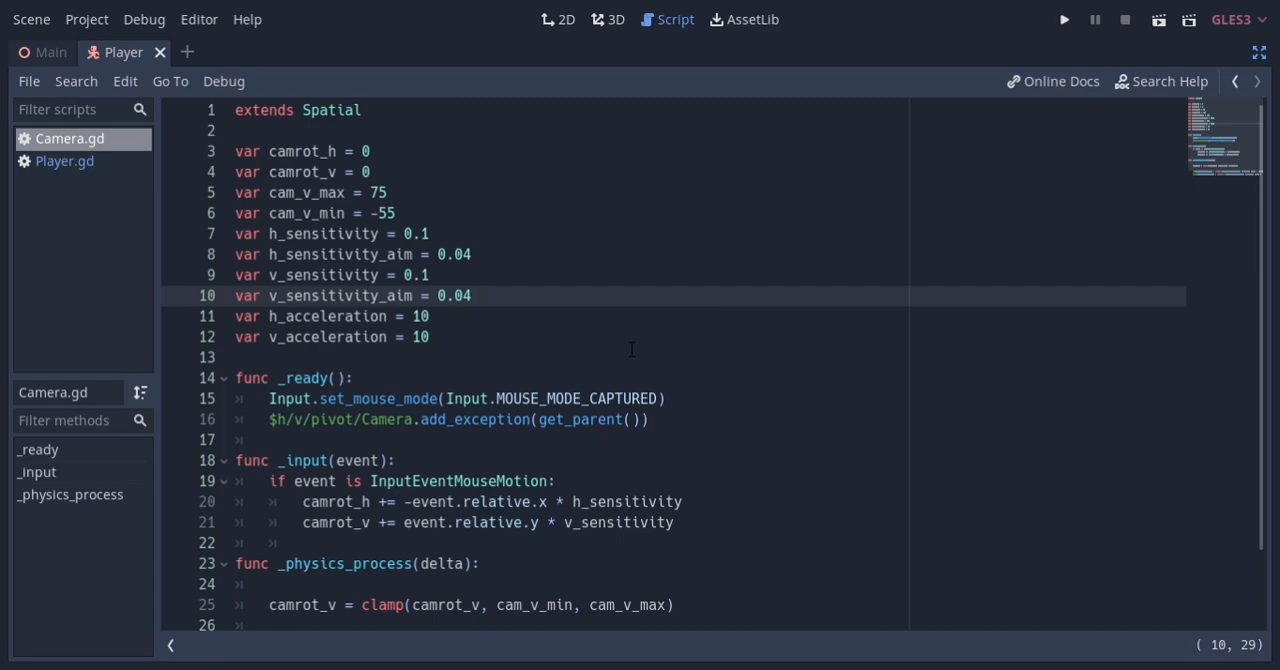 Scene Project Debug Editor Help 2D 3D Script AssetLib GLES3
Main Player
File Search Edit Go To Debug Online Docs Search Help
Filter scripts
Camera.gd
Player.gd
Camera.gd
Filter methods
_ready
_input
_physics_process
1 extends Spatial
2
3 var camrot_h = 0
4 var camrot_v = 0
5 var cam_v_max = 75
6 var cam_v_min = -55
7 var h_sensitivity = 0.1
8 var h_sensitivity_aim = 0.04
9 var v_sensitivity = 0.1
10 var v_sensitivity_aim = 0.04
11 var h_acceleration = 10
12 var v_acceleration = 10
13
14 func _ready():
15 Input.set_mouse_mode(Input.MOUSE_MODE_CAPTURED)
16 $h/v/pivot/Camera.add_exception(get_parent())
17
18 func _input(event):
19 if event is InputEventMouseMotion:
20 camrot_h += -event.relative.x * h_sensitivity
21 camrot_v += event.relative.y * v_sensitivity
22
23 func _physics_process(delta):
24
25 camrot_v = clamp(camrot_v, cam_v_min, cam_v_max)
26
( 10, 29)